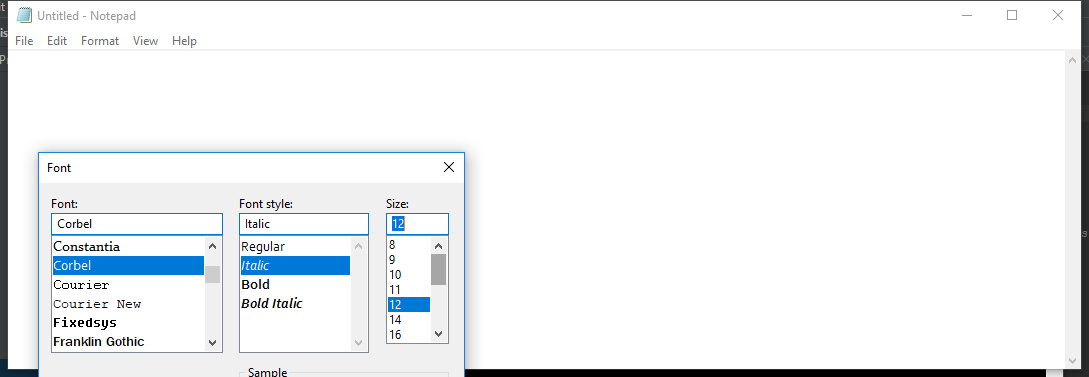 Untitled - Notepad
File Edit Format View Help
Font
Font: Font style: Size:
Corbel Italic 12
Constantia Regular 8
Corbel Italic 9
Courier Bold 10
Courier New Bold Italic 11
Fixedsys 12
Franklin Gothic 14
16
Sample